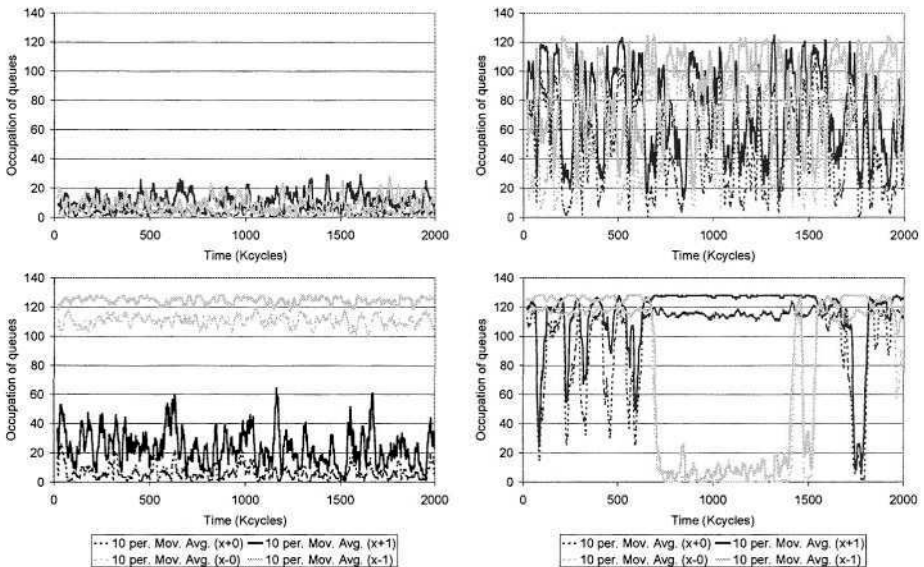 140
120
100
80
60
40
20
0
Occupation of queues
0 500 1000 1500 2000
Time (Kcycles)
140
120
100
80
60
40
20
0
Occupation of queues
0 500 1000 1500 2000
Time (Kcycles)
140
120
100
80
60
40
20
0
Occupation of queues
0 500 1000 1500 2000
Time (Kcycles)
10 per. Mov. Avg. (x+0) 10 per. Mov. Avg. (x+1)
10 per. Mov. Avg. (x-0) 10 per. Mov. Avg. (x-1)
140
120
100
80
60
40
20
0
Occupation of queues
0 500 1000 1500 2000
Time (Kcycles)
10 per. Mov. Avg. (x+0) 10 per. Mov. Avg. (x+1)
10 per. Mov. Avg. (x-0) 10 per. Mov. Avg. (x-1)